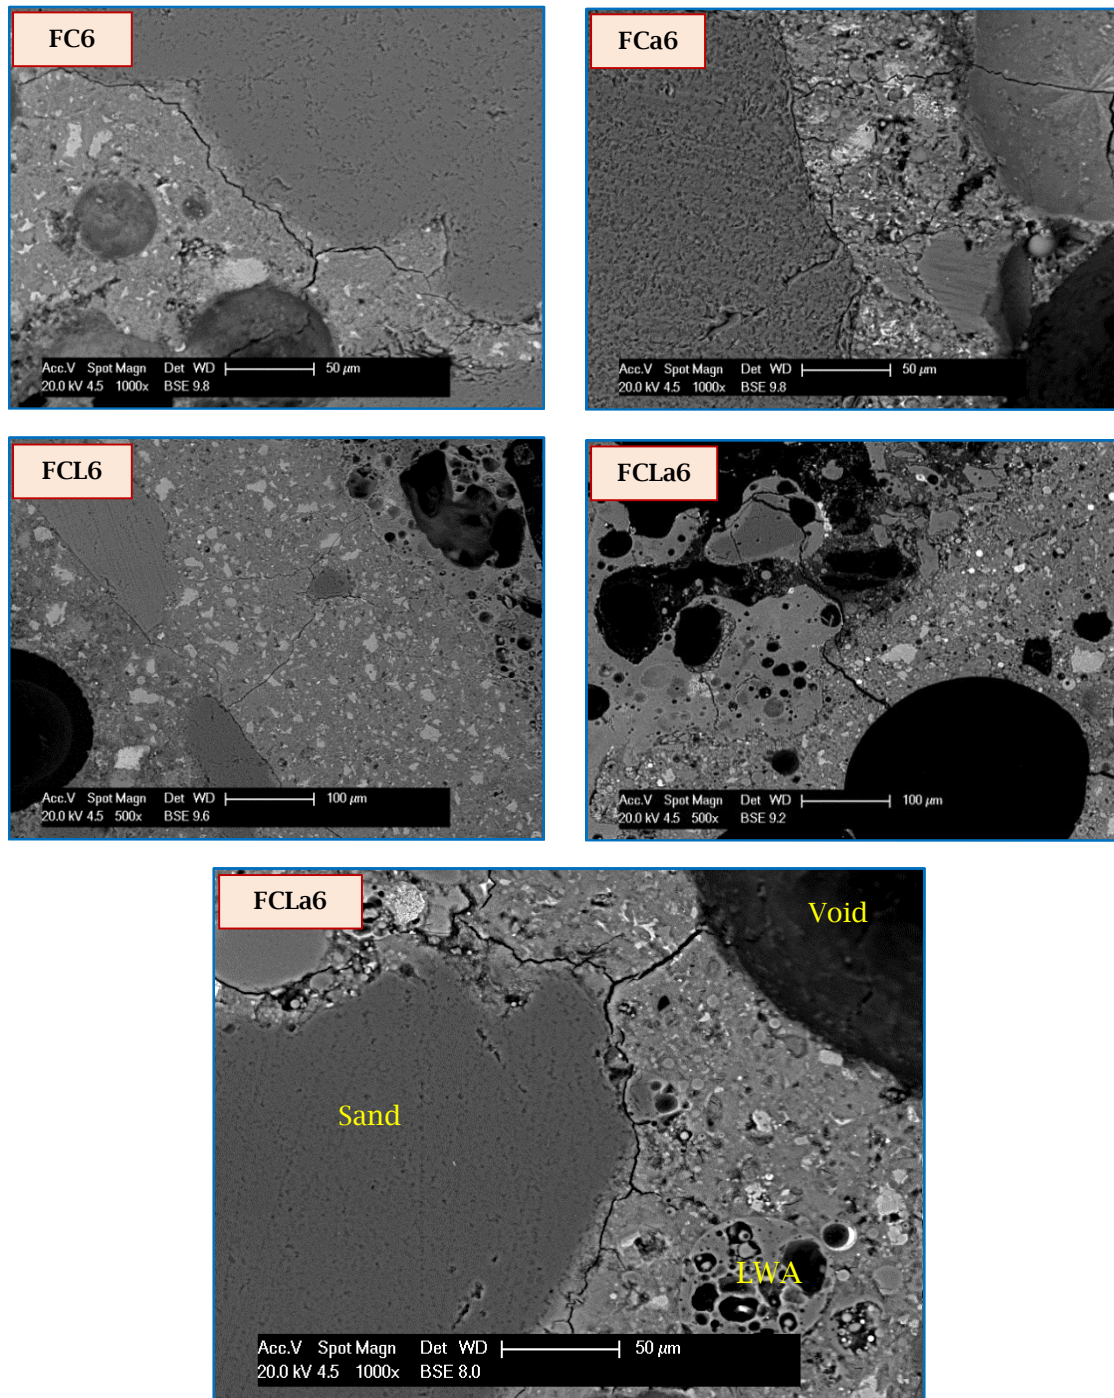 FC6
Acc.V Spot Magn Det WD 50 µm
20.0 kV 4.5 1000x BSE 9.8
FCa6
Acc.V Spot Magn Det WD 50 µm
20.0 kV 4.5 1000x BSE 9.8
FCL6
Acc.V Spot Magn Det WD 100 µm
20.0 kV 4.5 500x BSE 9.6
FCLa6
Acc.V Spot Magn Det WD 100 µm
20.0 kV 4.5 500x BSE 9.2
FCLa6
Void
Sand
LWA
Acc.V Spot Magn Det WD 50 µm
20.0 kV 4.5 1000x BSE 8.0